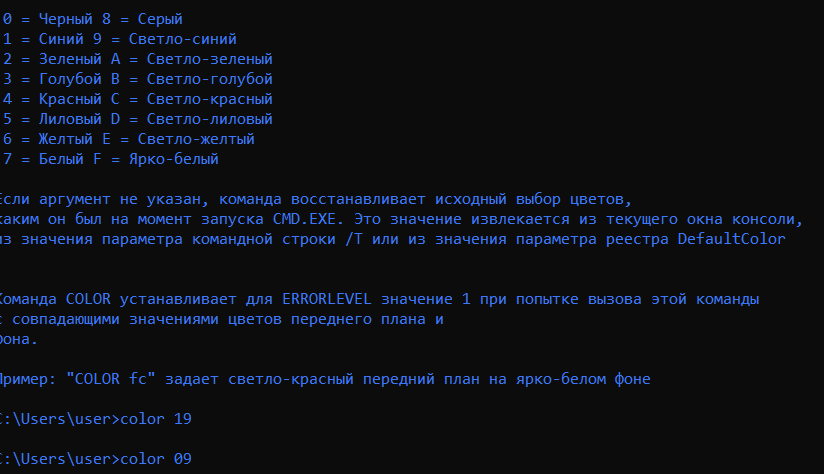 0 = Черный 8 = Серый
1 = Синий 9 = Светло-синий
2 = Зеленый A = Светло-зеленый
3 = Голубой B = Светло-голубой
4 = Красный C = Светло-красный
5 = Лиловый D = Светло-лиловый
6 = Желтый E = Светло-желтый
7 = Белый F = Ярко-белый
Если аргумент не указан, команда восстанавливает исходный выбор цветов,
каким он был на момент запуска CMD.EXE. Это значение извлекается из текущего окна консоли,
из значения параметра командной строки /T или из значения параметра реестра DefaultColor
Команда COLOR устанавливает для ERRORLEVEL значение 1 при попытке вызова этой команды
с совпадающими значениями цветов переднего плана и
фона.
Пример: "COLOR fc" задает светло-красный передний план на ярко-белом фоне
C:\Users\user>color 19
C:\Users\user>color 09